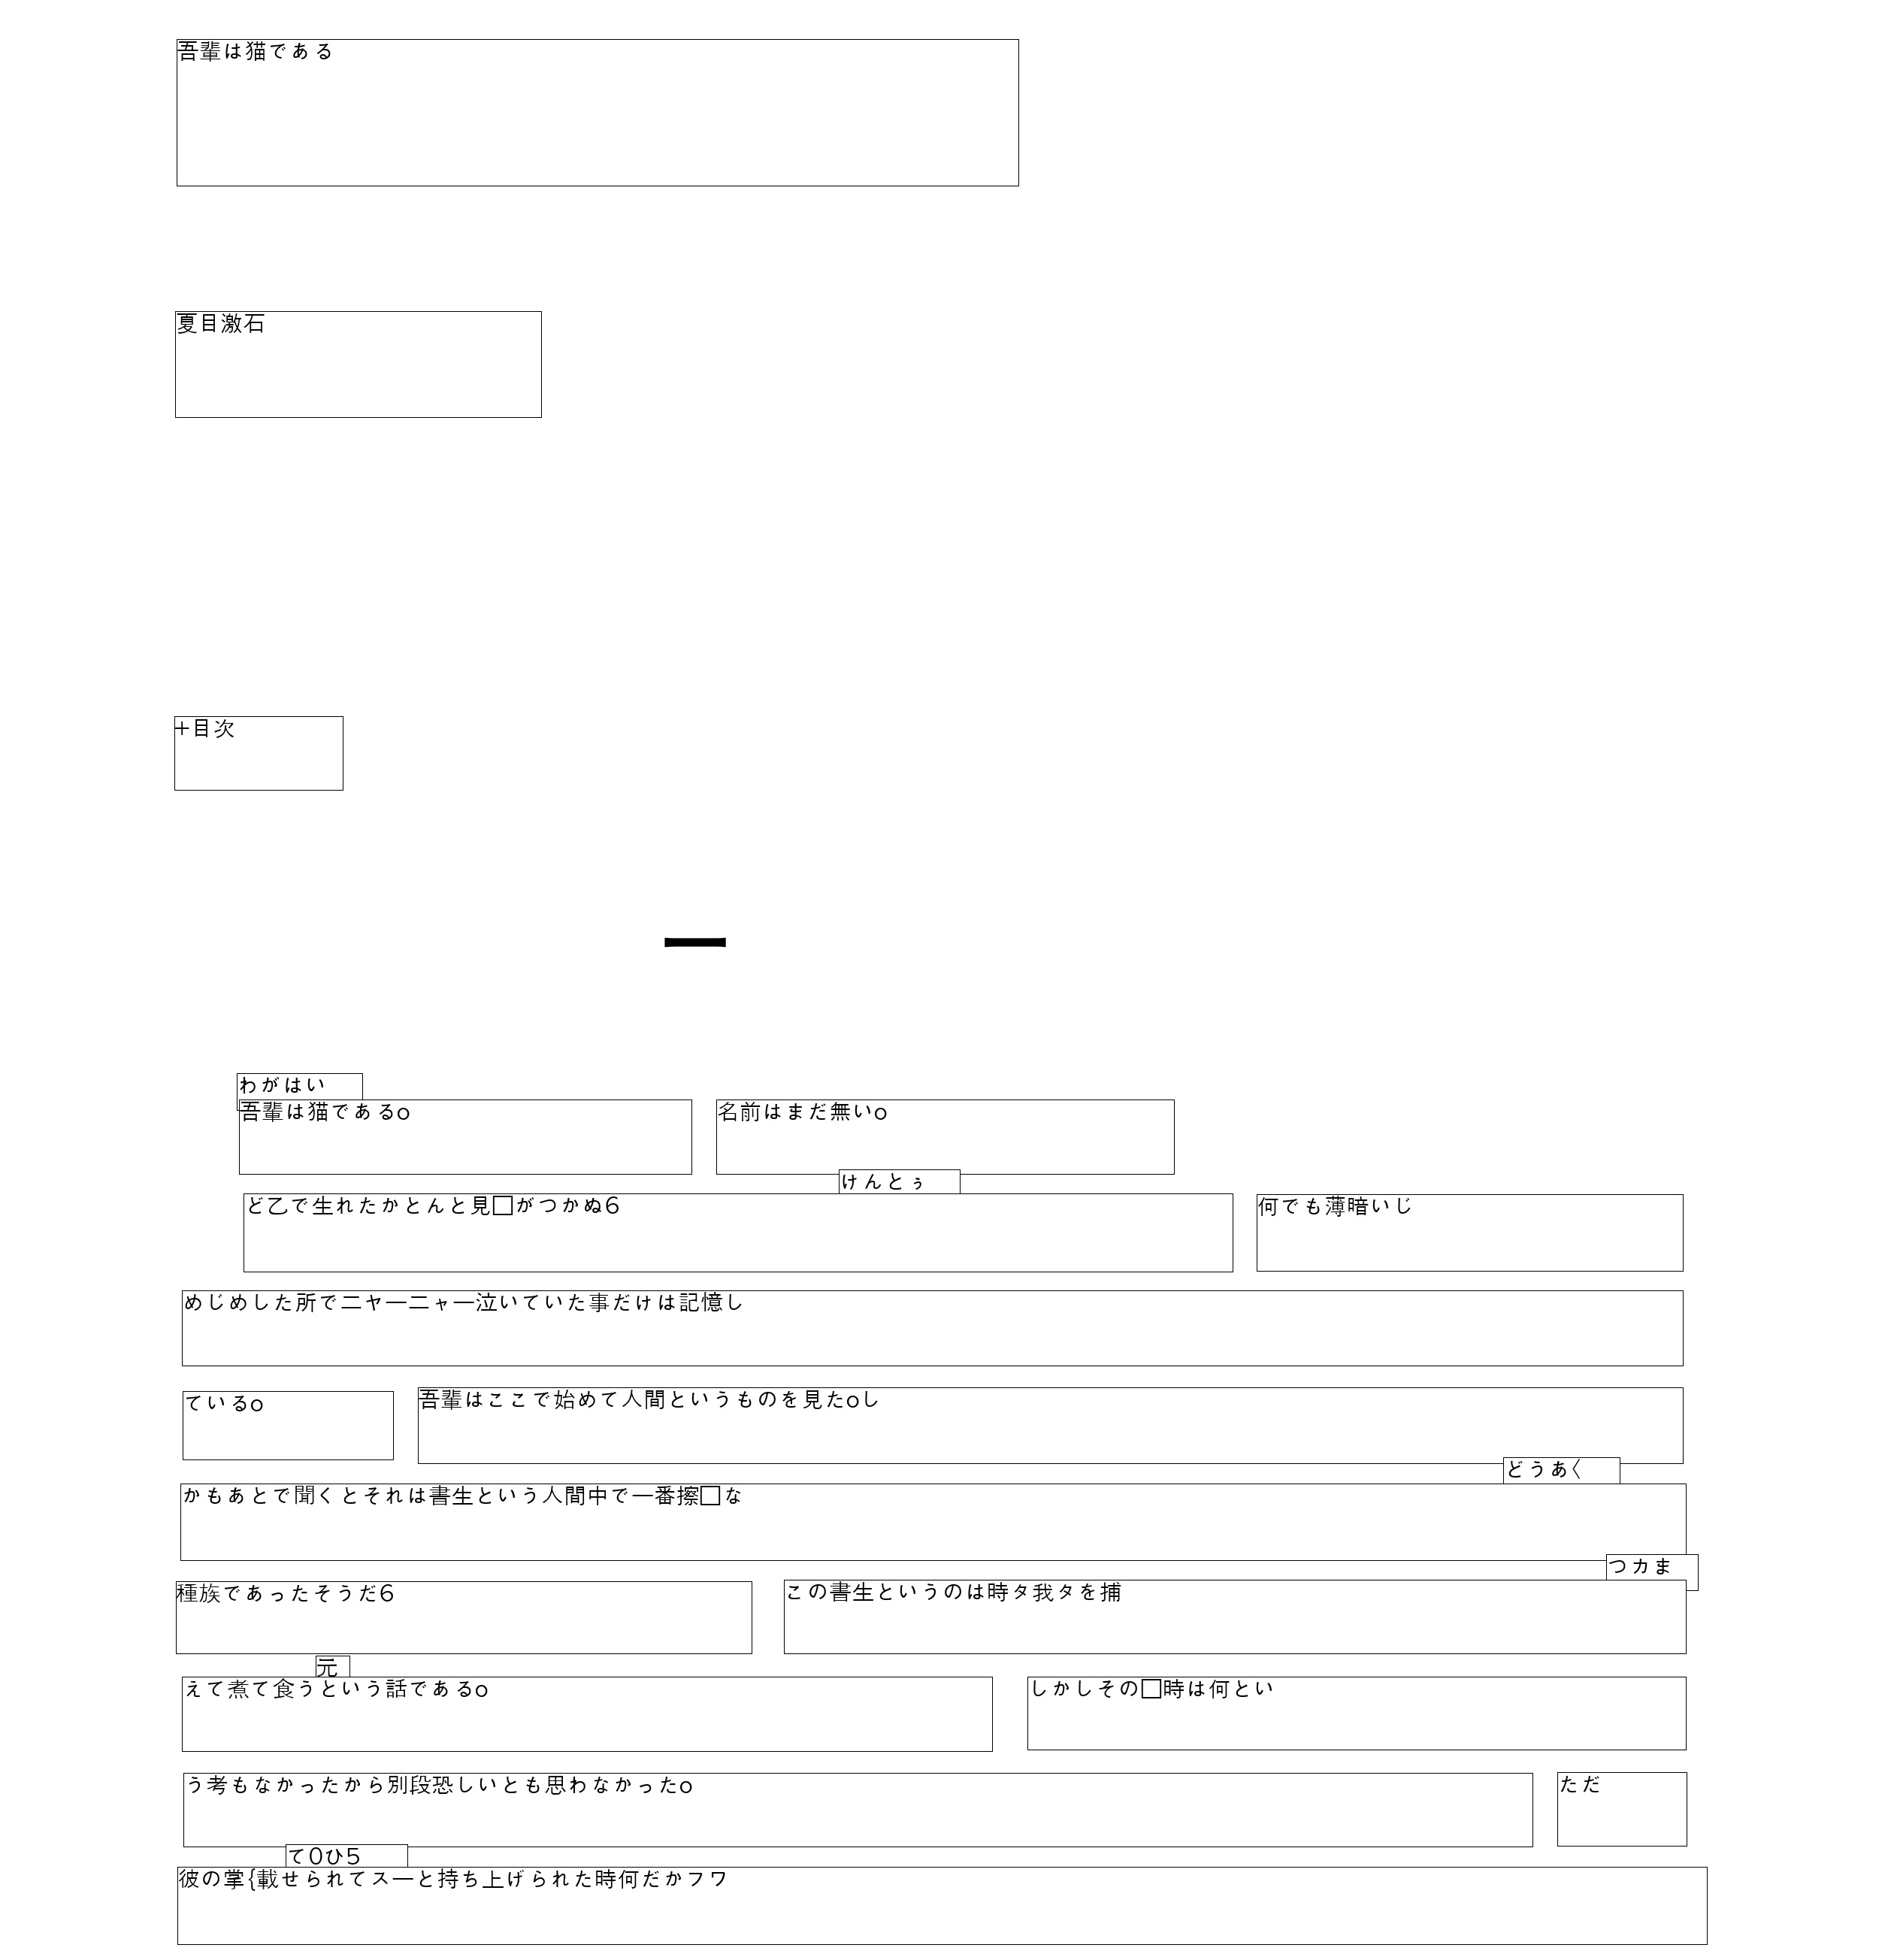 吾輩は猫である
夏目激石
+目次
一
わがはい
吾輩は猫であるo 名前はまだ無いo
けんとぅ
ど乙で生れたかとんと見□がつかぬ6 何でも薄暗いじ
めじめした所でニヤーニャー泣いていた事だけは記憶し
ているo 吾輩はここで始めて人間というものを見たoし
どうあく
かもあとで聞くとそれは書生という人間中で一番擦□な
つカま
種族であったそうだ6 この書生というのは時タ我タを捕
元
えて煮て食うという話であるo しかしその□時は何とい
う考もなかったから別段恐しいとも思わなかったo ただ
て0ひ5
彼の掌{載せられてスーと持ち上げられた時何だかフワ